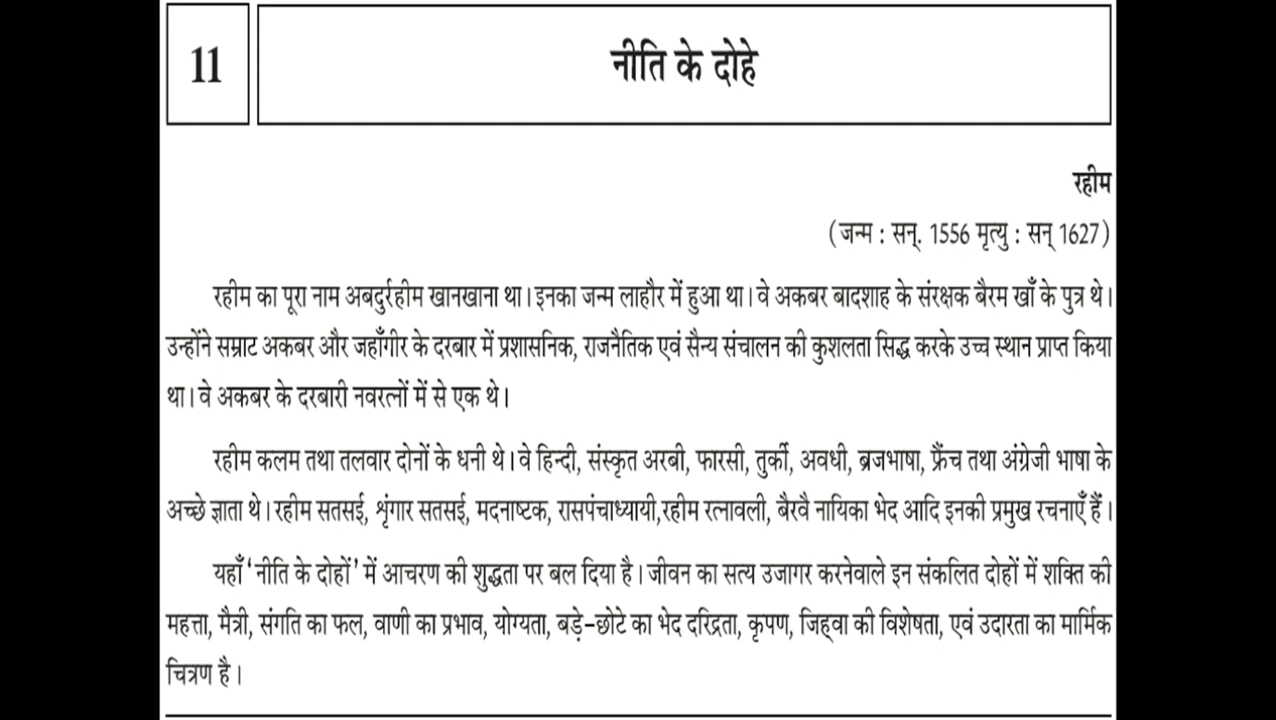 11
नीति के दोहे
रहीम
(जन्म : सन्. 1556 मृत्यु : सन् 1627)
रहीम का पूरा नाम अबदुर्रहीम खानखाना था। इनका जन्म लाहौर में हुआ था। वे अकबर बादशाह के संरक्षक बैरम खाँ के पुत्र थे।
उन्होंने सम्राट अकबर और जहाँगीर के दरबार में प्रशासनिक, राजनैतिक एवं सैन्य संचालन की कुशलता सिद्ध करके उच्च स्थान प्राप्त किया
था। वे अकबर के दरबारी नवरत्नों में से एक थे।
रहीम कलम तथा तलवार दोनों के धनी थे। वे हिन्दी, संस्कृत अरबी, फारसी, तुर्की, अवधी, ब्रजभाषा, फ्रैंच तथा अंग्रेजी भाषा के
अच्छे ज्ञाता थे। रहीम सतसई, शृंगार सतसई, मदनाष्टक, रासपंचाध्यायी,रहीम रत्नावली, बैरवै नायिका भेद आदि इनकी प्रमुख रचनाएँ हैं।
यहाँ 'नीति के दोहों' में आचरण की शुद्धता पर बल दिया है। जीवन का सत्य उजागर करनेवाले इन संकलित दोहों में शक्ति की
महत्ता, मैत्री, संगति का फल, वाणी का प्रभाव, योग्यता, बड़े-छोटे का भेद दरिद्रता, कृपण, जिह्‌वा की विशेषता, एवं उदारता का मार्मिक
चित्रण है।